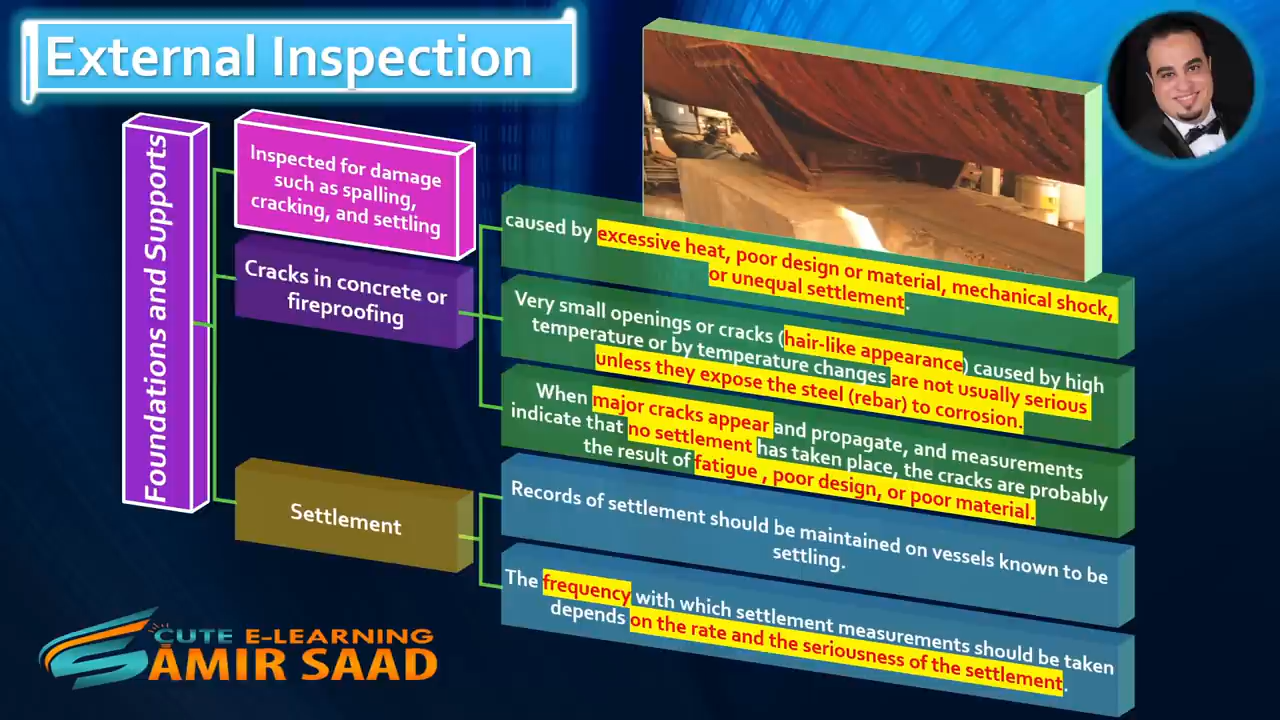 External Inspection
Foundations and Supports
Inspected for damage
such as spalling,
cracking, and settling
Cracks in concrete or
fireproofing
caused by excessive heat, poor design or material, mechanical shock,
or unequal settlement.
Very small openings or cracks (hair-like appearance) caused by high
temperature or by temperature changes are not usually serious
unless they expose the steel (rebar) to corrosion.
When major cracks appear and propagate, and measurements
indicate that no settlement has taken place, the cracks are probably
the result of fatigue , poor design, or poor material.
Settlement
Records of settlement should be maintained on vessels known to be
settling.
The frequency with which settlement measurements should be taken
depends on the rate and the seriousness of the settlement.
CUTE E-LEARNING
AMIR SAAD